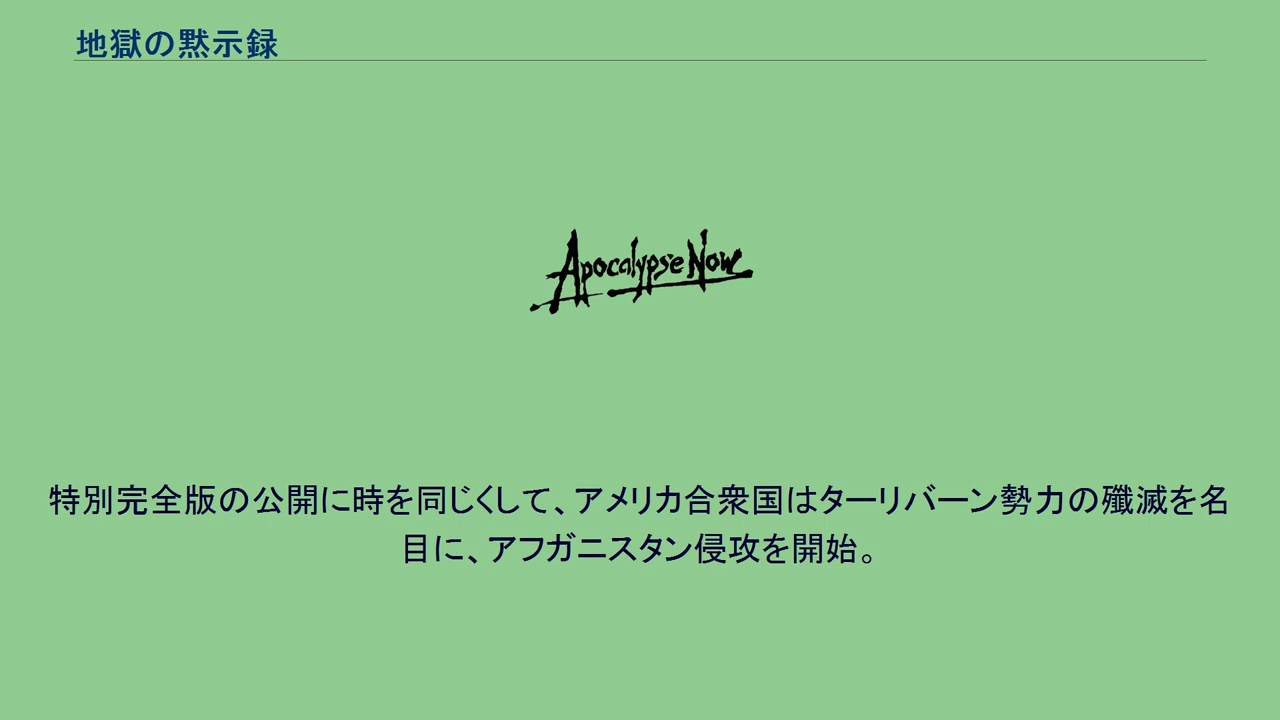 地獄の黙示録
Apocalypse Now
特別完全版の公開に時を同じくして、アメリカ合衆国はターリバーン勢力の殲滅を名
目に、アフガニスタン侵攻を開始。